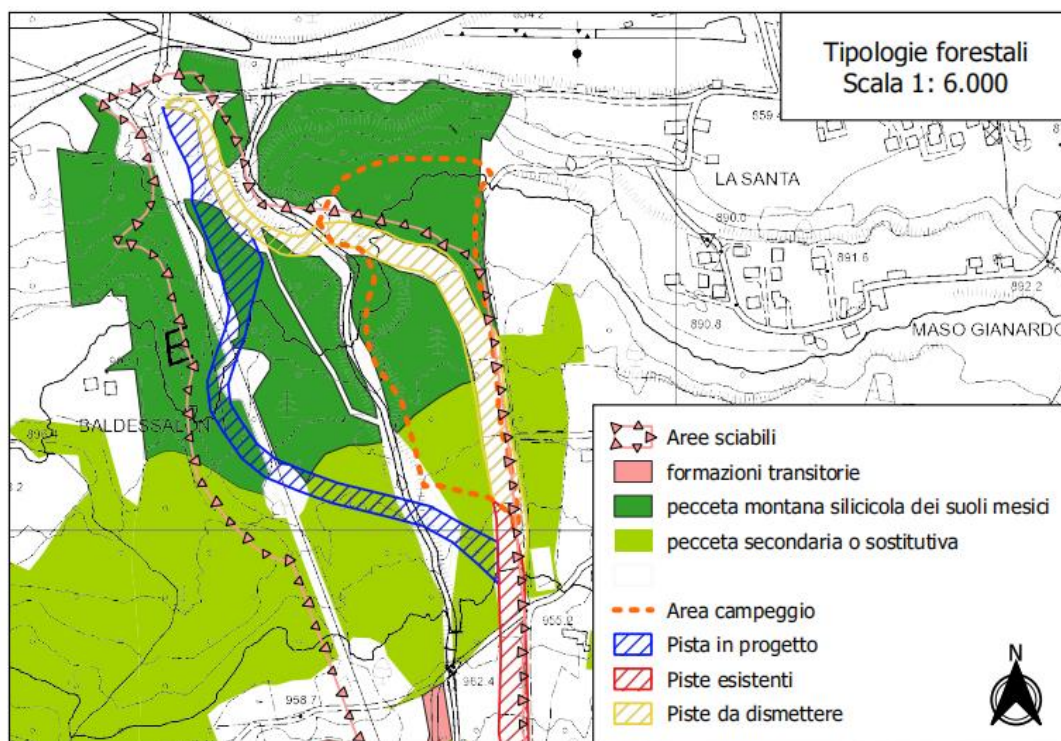 854.2
Tipologie forestali
Scala 1: 6.000
LA SANTA
890.0
891.6
892.2
890.8
MASO GIANARDO
E
BALDESSALON
Aree sciabili
formazioni transitorie
pecceta montana silicicola dei suoli mesici
pecceta secondaria o sostitutiva
Area campeggio
Pista in progetto
Piste esistenti
Piste da dismettere
N
955.2
962.4
958.7